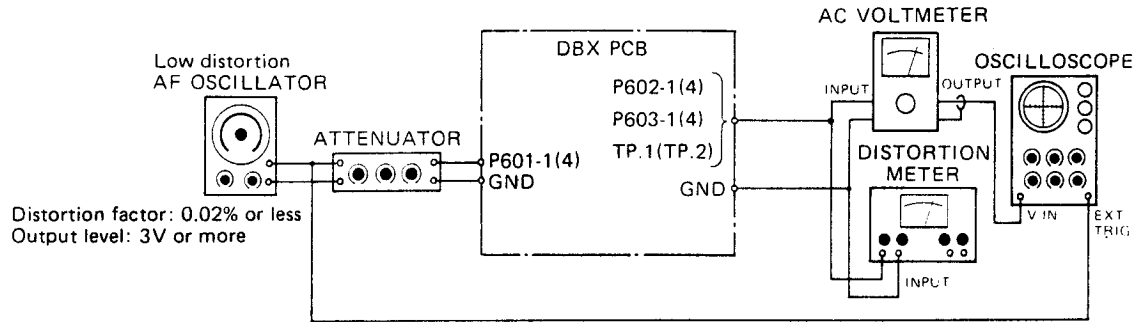 Low distortion
AF OSCILLATOR
ATTENUATOR
Distortion factor: 0.02% or less
Output level: 3V or more
DBX PCB
P601-1(4)
GND
P602-1(4)
P603-1(4)
TP.1(TP.2)
GND
AC VOLTMETER
INPUT
OUTPUT
DISTORTION
METER
INPUT
OSCILLOSCOPE
V IN
EXT
TRIG